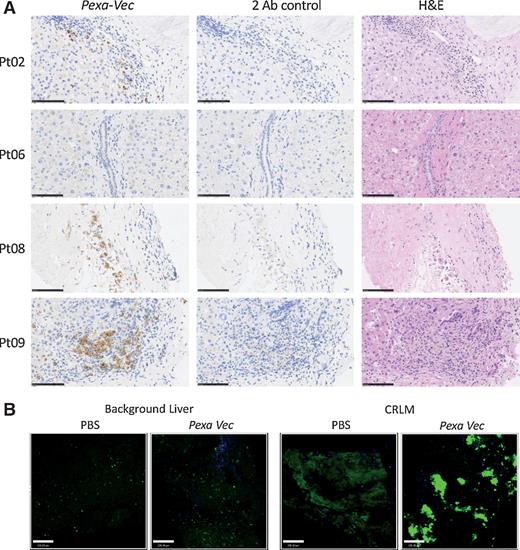 A
Pexa-Vec 2 Ab control H&E
Pt02
Pt06
Pt08
Pt09
B
Background Liver CRLM
PBS Pexa Vec PBS Pexa Vec